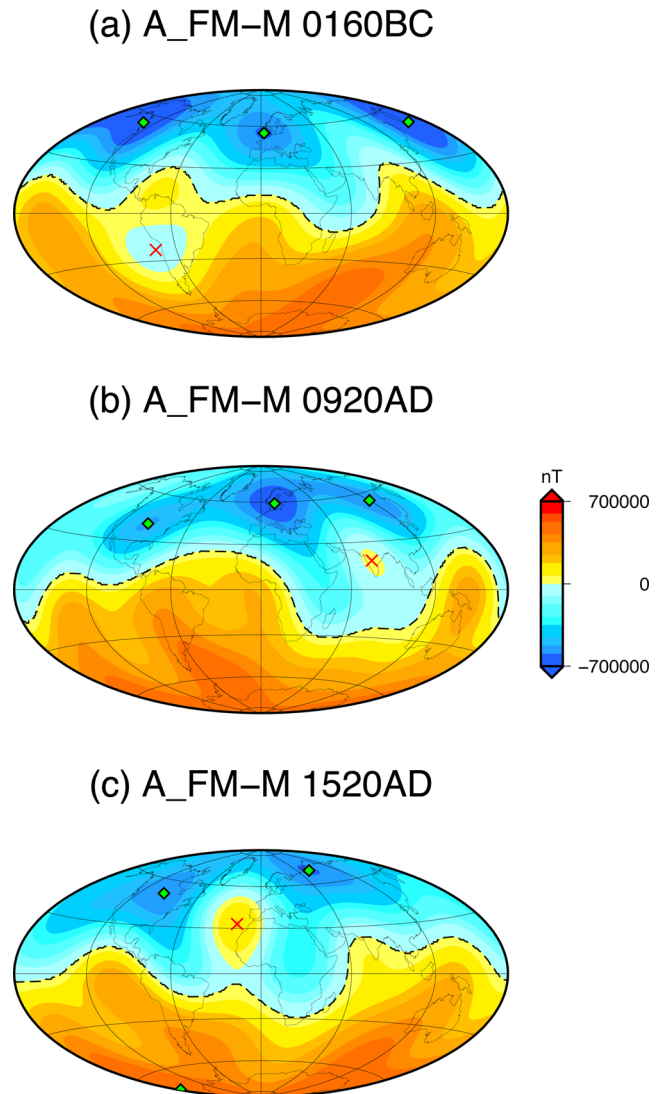 (a) A_FM−M 0160BC
(b) A_FM−M 0920AD
nT
700000
0
−700000
(c) A_FM−M 1520AD